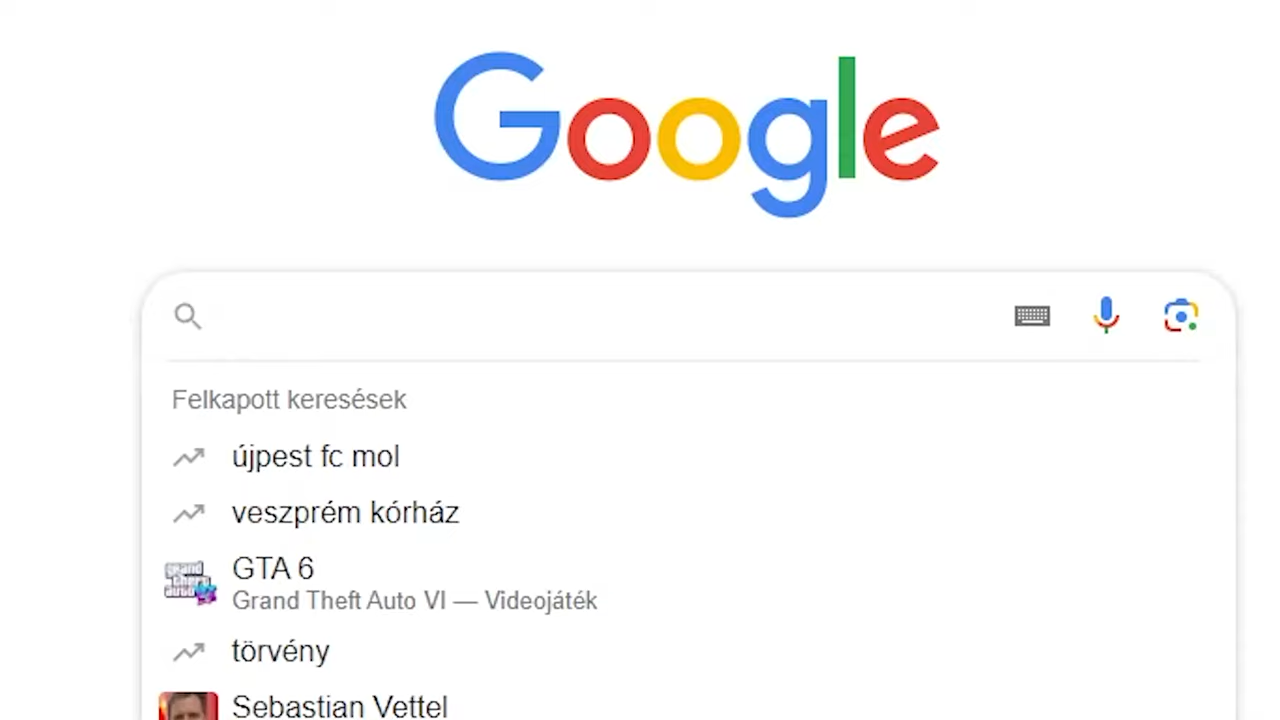 Google
Felkapott keresések
újpest fc mol
veszprém kórház
GTA 6
Grand Theft Auto VI — Videojáték
törvény
Sebastian Vettel